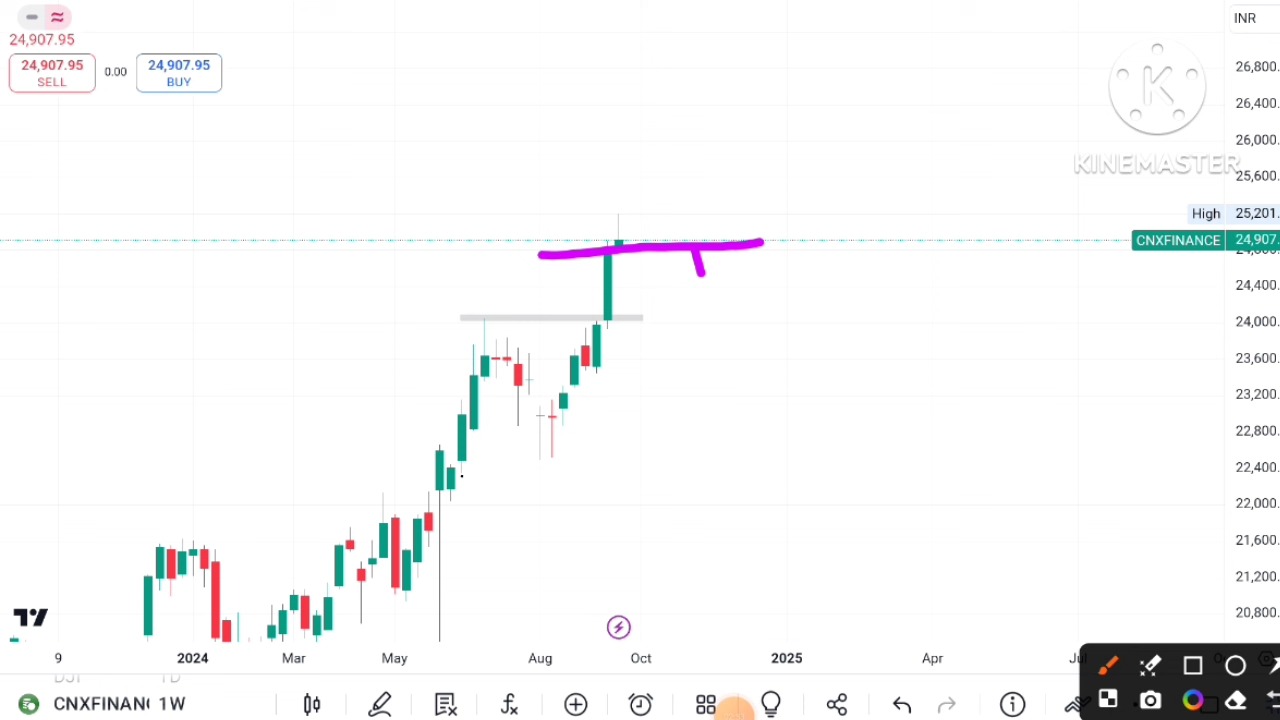 INR
24,907.95
24,907.95
SELL
0.00
24,907.95
BUY
26,800.
26,400.
26,000.
KINEMASTER
25,600.
High 25,201.
CNXFINANCE 24,907.
24,400.
24,000.
23,600.
23,200.
22,800.
22,400.
22,000.
21,600.
21,200.
20,800.
9 2024 Mar May Aug Oct 2025 Apr Jul
CNXFINAN 1W